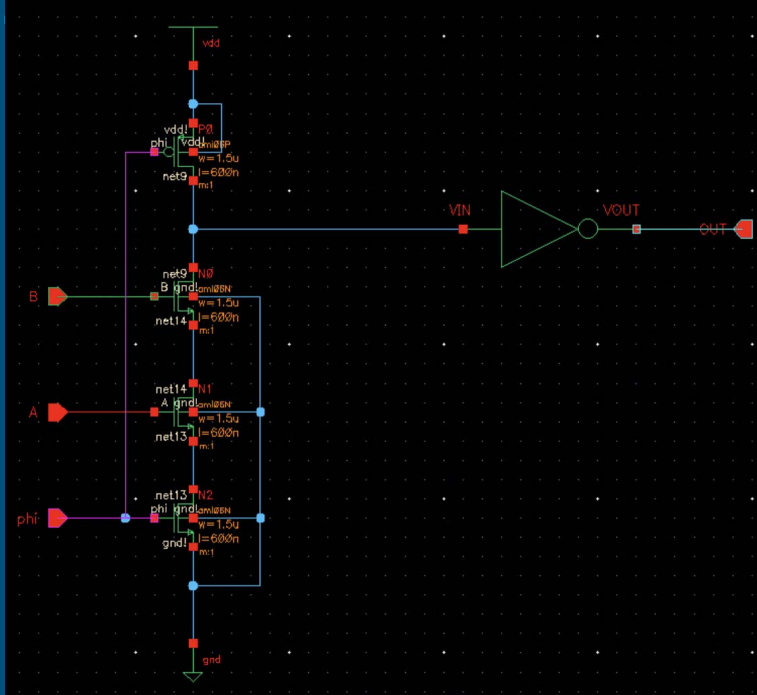 vdd
vdd! P0
phi vdd! ami06P
w=1.5u
l=600n
net9 m:1
VIN VOUT
OUT
net9 N0
B B gnd! ami06N
w=1.5u
net14 l=600n
m:1
net14 N1
A A gnd! ami06N
w=1.5u
net13 l=600n
m:1
net13 N2
phi phi gnd! ami06N
w=1.5u
gnd! l=600n
m:1
gnd